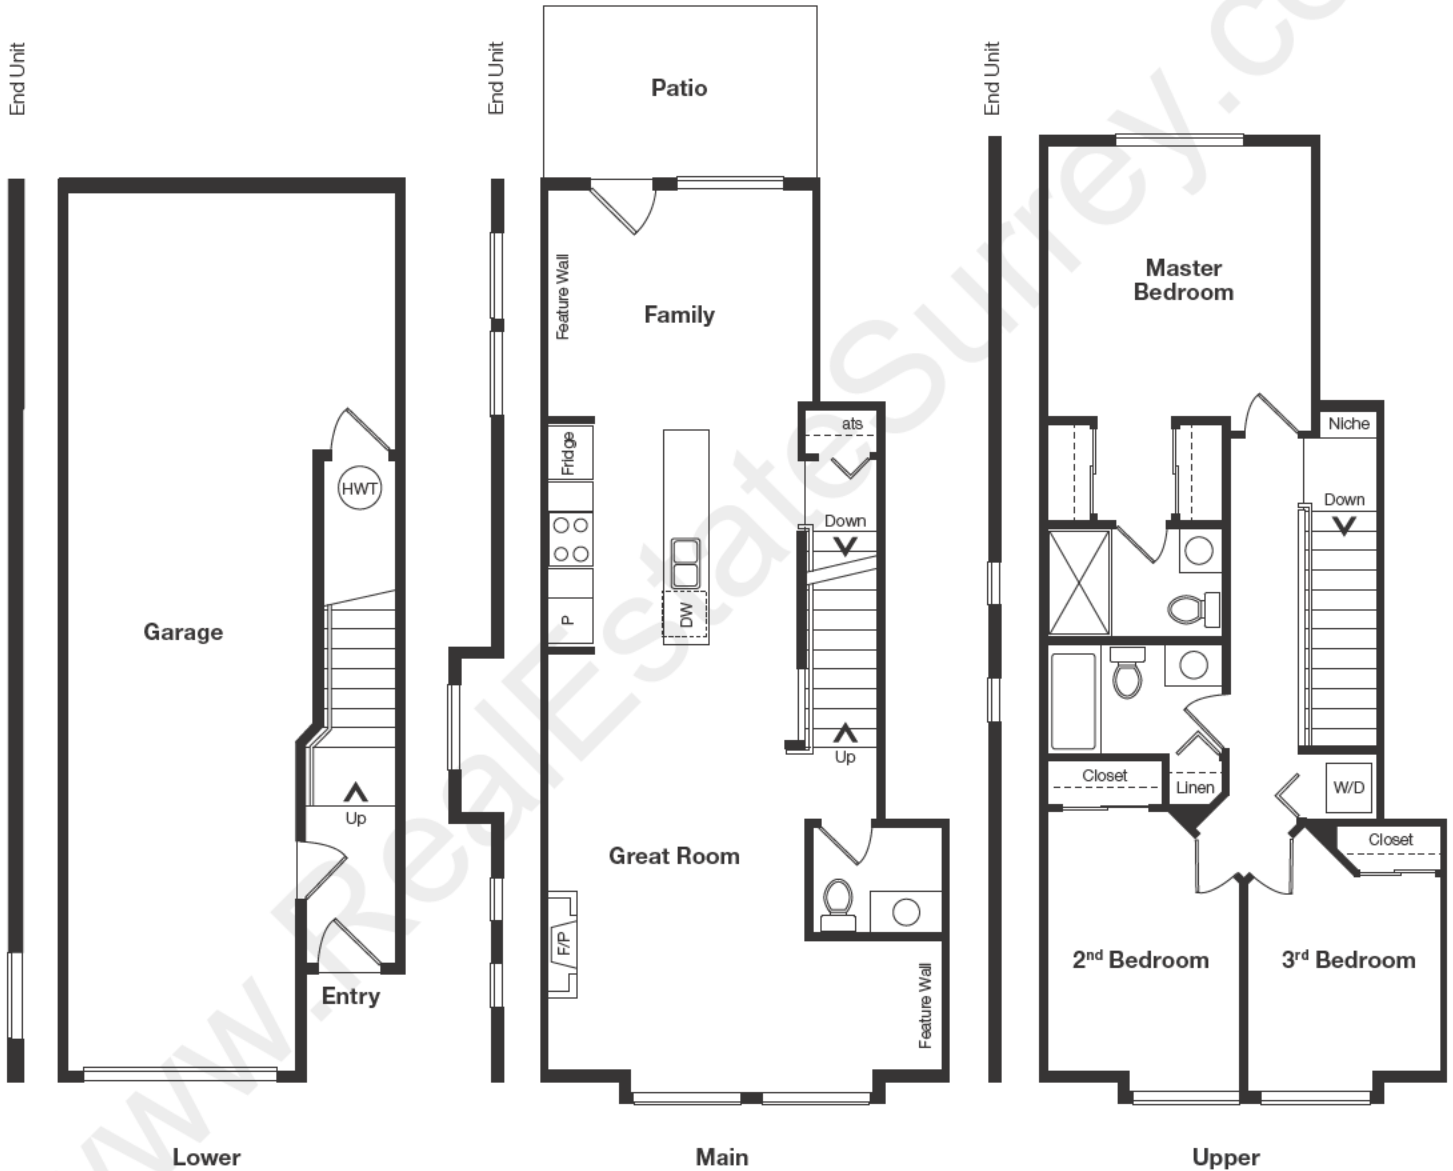 End Unit
Garage
HWT
Up
Entry
Lower
End Unit
Patio
Feature Wall
Family
Fridge
P
DW
ats
Down
Up
Great Room
F/P
Feature Wall
Main
End Unit
Master
Bedroom
Niche
Down
Closet
Linen
W/D
Closet
2nd Bedroom
3rd Bedroom
Upper
www.RealEstateSurrey.co